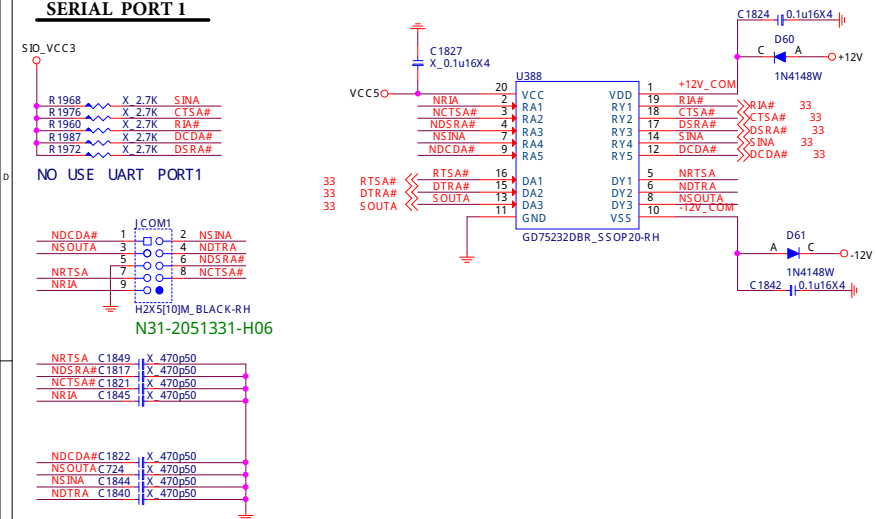 SERIAL PORT 1
SIO_VCC3
R1968 X_2.7K SINA
R1976 X_2.7K CTSA#
R1960 X_2.7K RIA#
R1987 X_2.7K DCDA#
R1972 X_2.7K DSRA#
NO USE UART PORT1
D
JCOM1
NDCDA# 1 2 NSINA
NSOUTA 3 4 NDTRA
5 6 NDSRA#
NRTSA 7 8 NCTSA#
NRIA 9
H2X5[10]M_BLACK-RH
N31-2051331-H06
NRTSA C1849 X_470p50
NDSRA# C1817 X_470p50
NCTSA# C1821 X_470p50
NRIA C1845 X_470p50
NDCDA# C1822 X_470p50
NSOUTA C724 X_470p50
NSINA C1844 X_470p50
NDTRA C1840 X_470p50
C1827
X_0.1u16X4
VCC5
U388
20 VCC VDD 1 +12V_COM
NRIA 2 RA1 RY1 19 RIA# RIA# 33
NCTSA# 3 RA2 RY2 18 CTSA# CTSA# 33
NDSRA# 4 RA3 RY3 17 DSRA# DSRA# 33
NSINA 7 RA4 RY4 14 SINA SINA 33
NDCDA# 9 RA5 RY5 12 DCDA# DCDA# 33
33 RTSA# RTSA# 16 DA1 DY1 5 NRTSA
33 DTRA# DTRA# 15 DA2 DY2 6 NDTRA
33 SOUTA SOUTA 13 DA3 DY3 8 NSOUTA
11 GND VSS 10 -12V_COM
GD75232DBR_SSOP20-RH
C1824 0.1u16X4
D60
C A +12V
1N4148W
D61
A C -12V
1N4148W
C1842 0.1u16X4